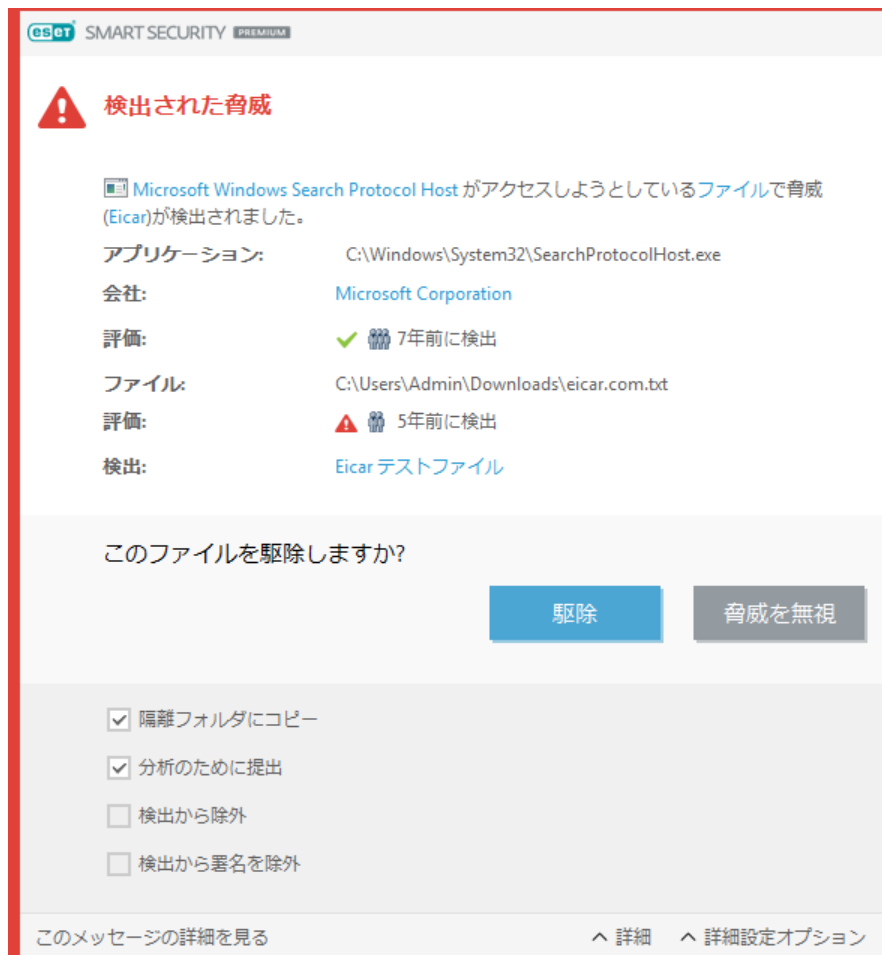 eset SMART SECURITY PREMIUM
検出された脅威
Microsoft Windows Search Protocol Host がアクセスしようとしているファイルで脅威
(Eicar)が検出されました。
アプリケーション: C:\Windows\System32\SearchProtocolHost.exe
会社: Microsoft Corporation
評価: 7年前に検出
ファイル: C:\Users\Admin\Downloads\eicar.com.txt
評価: 5年前に検出
検出: Eicar テストファイル
このファイルを駆除しますか?
駆除 脅威を無視
隔離フォルダにコピー
分析のために提出
検出から除外
検出から署名を除外
このメッセージの詳細を見る 詳細 詳細設定オプション